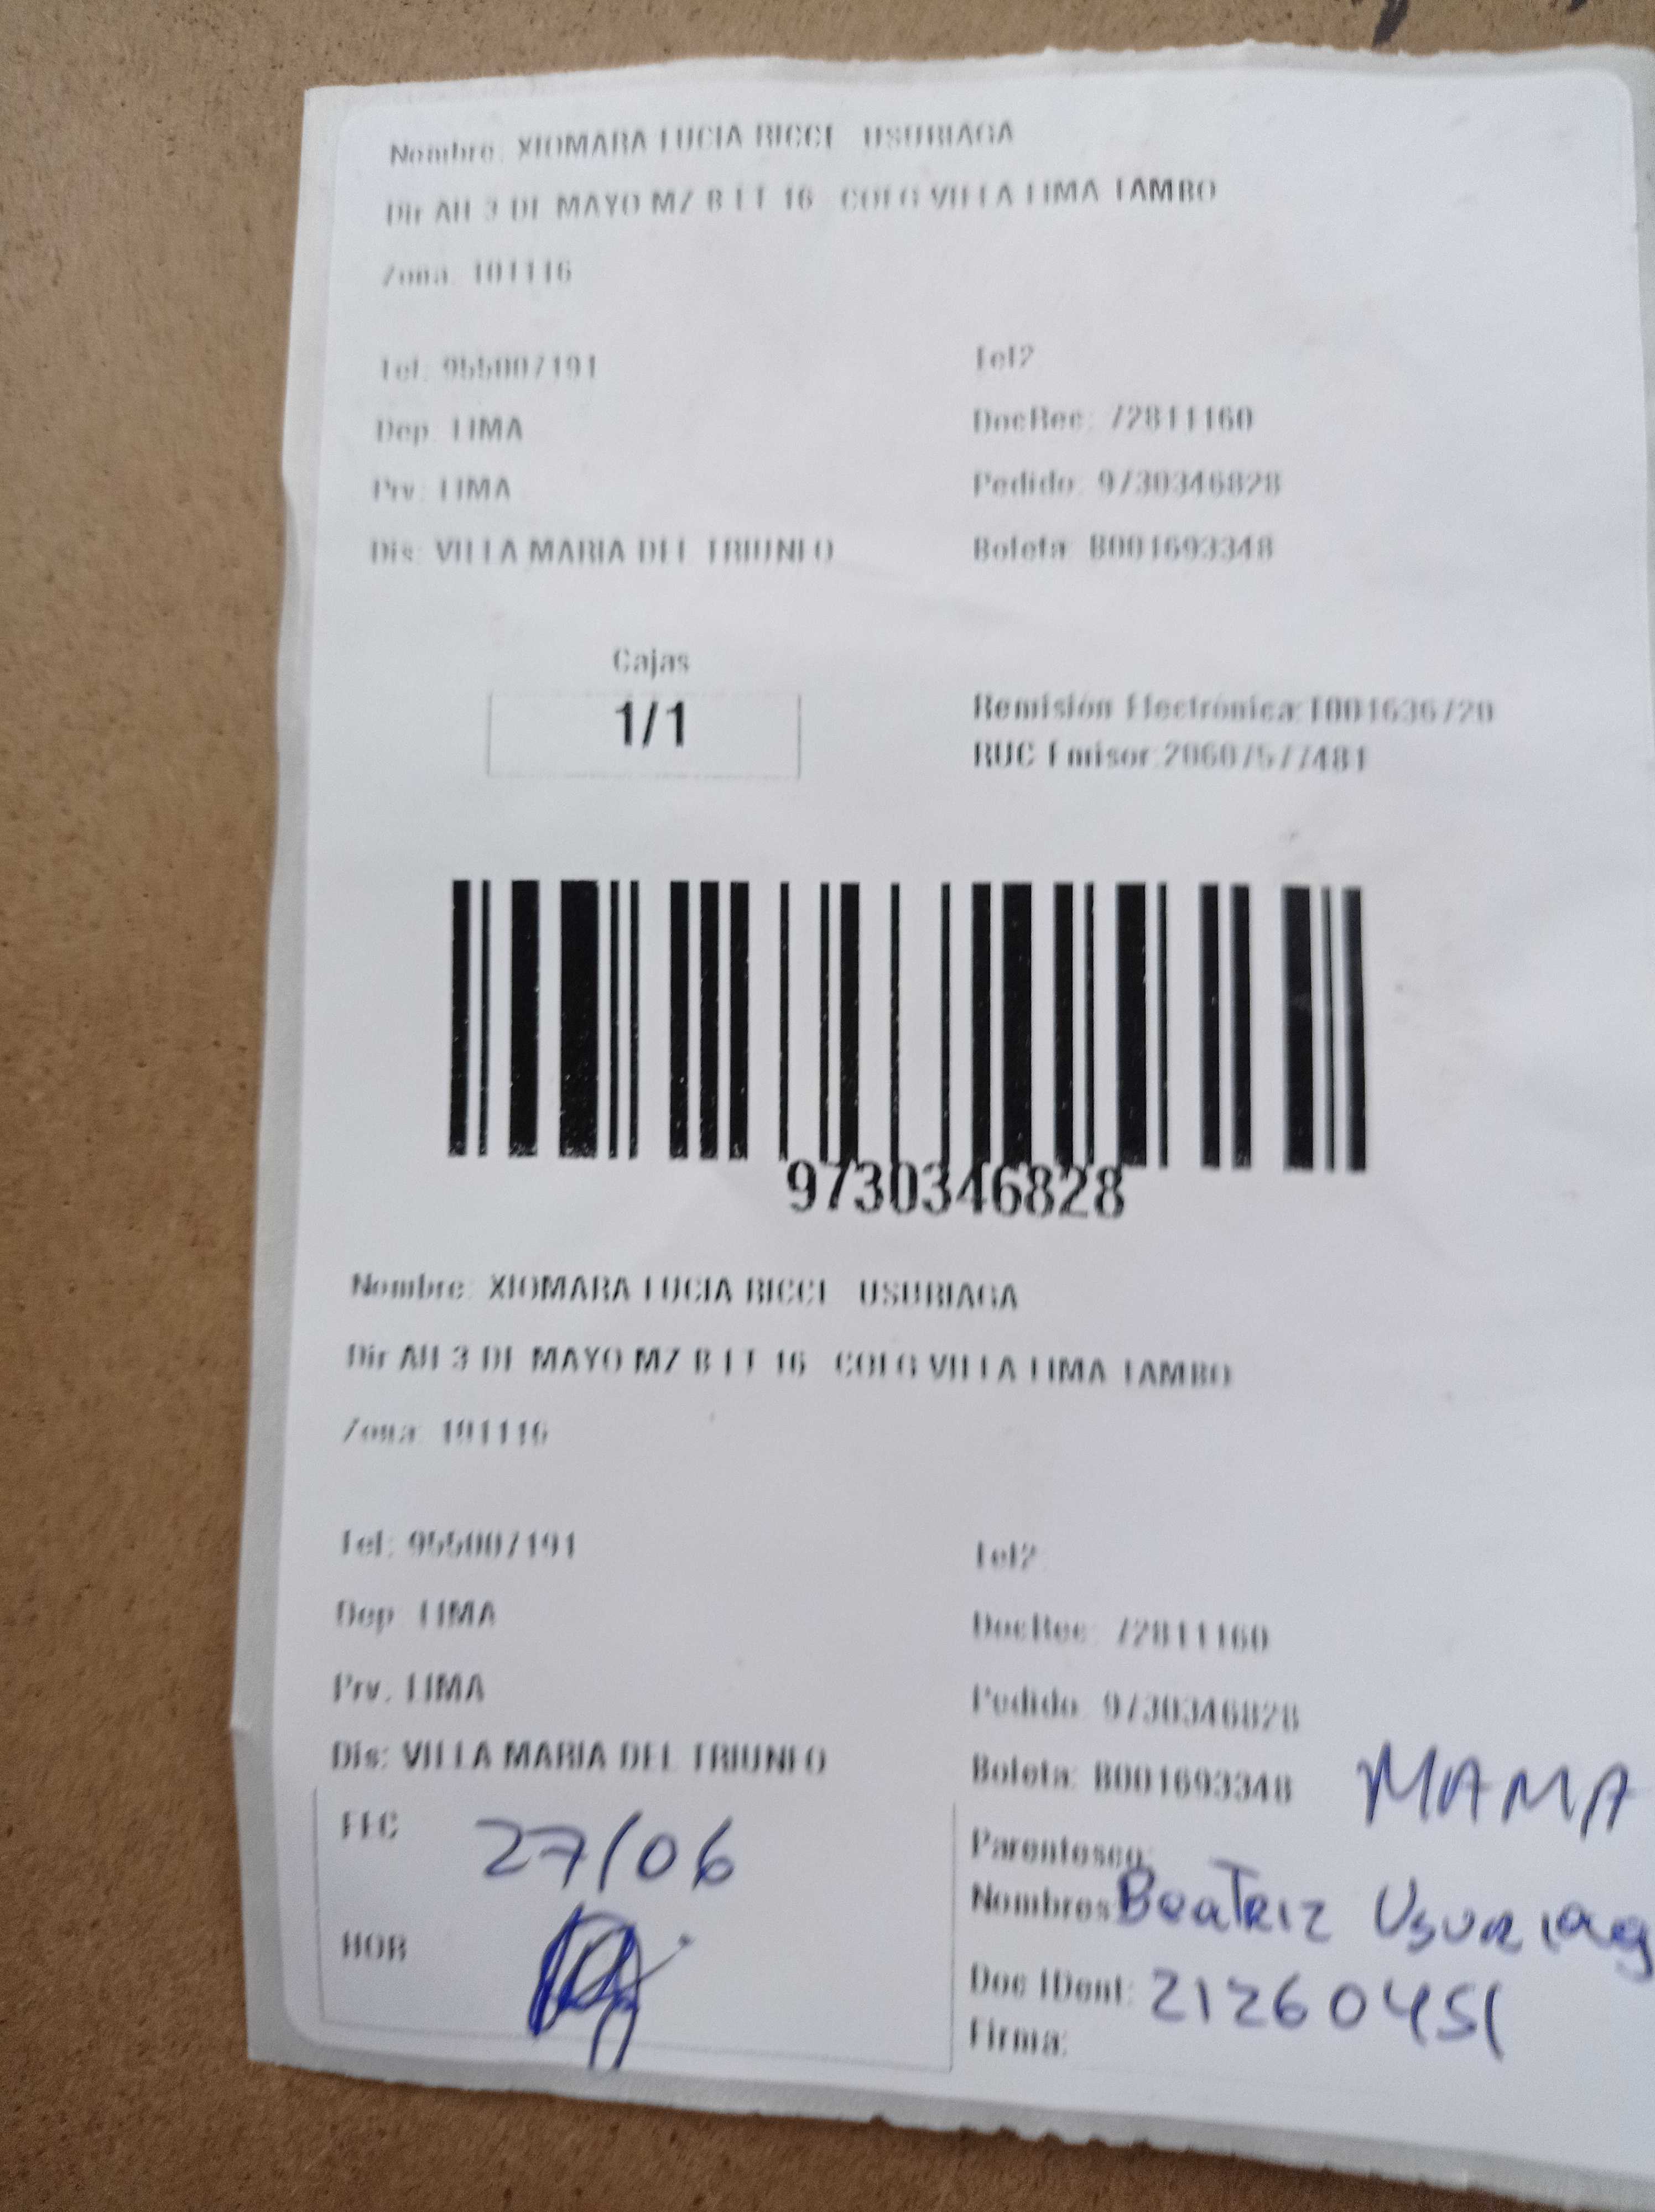 Nombre: XIOMARA LUCIA RICCI USURIAGA
Dir AH 3 DE MAYO MZ B LT 16 COLG VILLA LIMA TAMBO
Zona: 101116
Tel: 955007191 Tel2
Dep: LIMA DocRec: 72811160
Prv: LIMA Pedido: 9730346828
Dis: VILLA MARIA DEL TRIUNFO Boleta: B001693348
Cajas
1/1
Remisión Electrónica:T001636720
RUC Emisor:20607577481
9730346828
Nombre: XIOMARA LUCIA RICCI USURIAGA
Dir AH 3 DE MAYO MZ B LT 16 COLG VILLA LIMA TAMBO
Zona: 101116
Tel: 955007191 Tel2:
Dep: LIMA DocRec: 72811160
Prv: LIMA Pedido: 9730346828
Dis: VILLA MARIA DEL TRIUNFO Boleta: B001693348
MAMA
FEC 27/06 Parentesco:
Nombres: Beatriz Usuriag
HOR Doc IDent: 21260451
Firma: